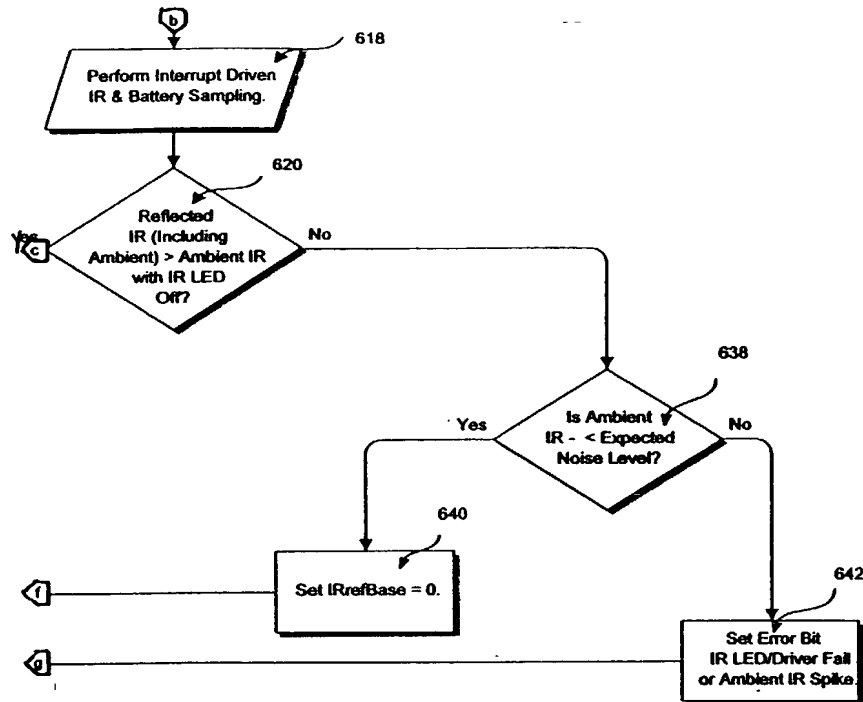 b
618
Perform Interrupt Driven
IR & Battery Sampling.
620
Reflected
IR (Including
Ambient) > Ambient IR
with IR LED
Off?
Yes
c
No
638
Is Ambient
IR - < Expected
Noise Level?
Yes
No
640
Set IRrefBase = 0.
f
642
Set Error Bit
IR LED/Driver Fail
or Ambient IR Spike.
g